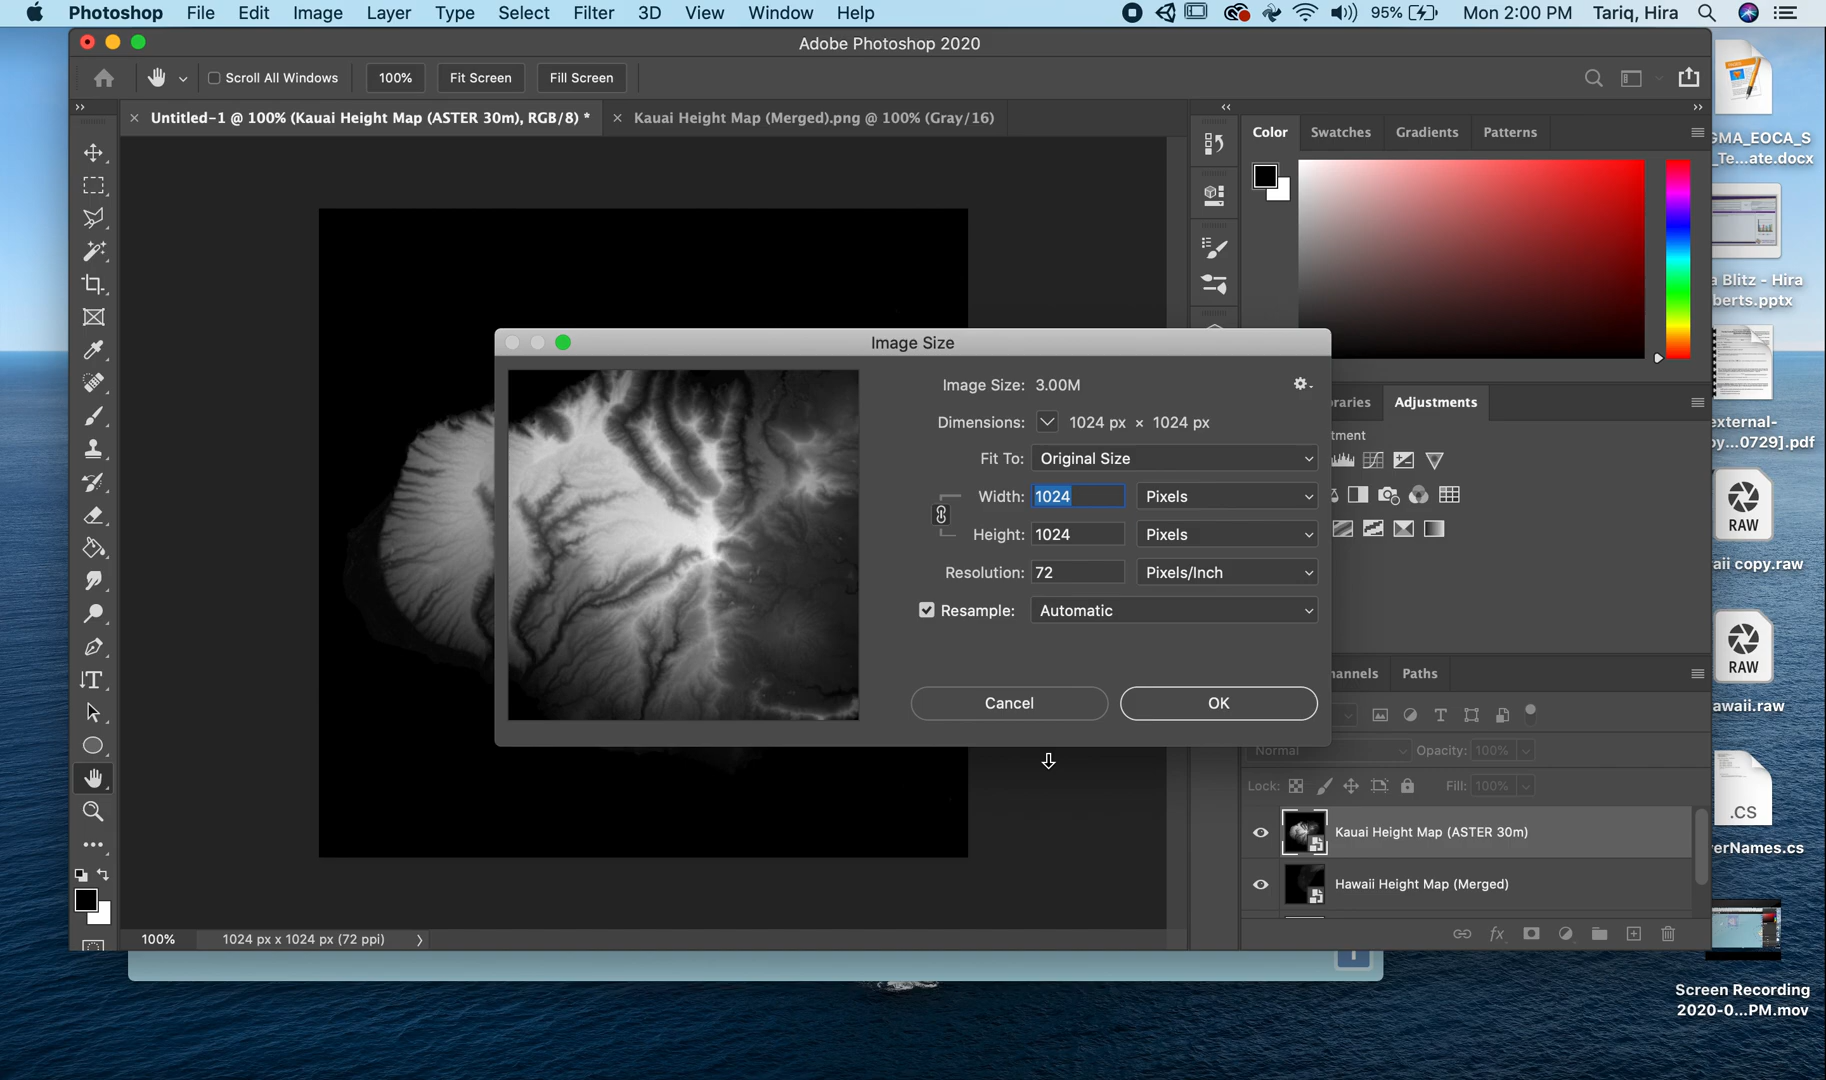 Photoshop File Edit Image Layer Type Select Filter 3D View Window Help 95% Mon 2:00 PM Tariq, Hira
Adobe Photoshop 2020
Scroll All Windows 100% Fit Screen Fill Screen
× Untitled-1 @ 100% (Kauai Height Map (ASTER 30m), RGB/8) * × Kauai Height Map (Merged).png @ 100% (Gray/16)
Color Swatches Gradients Patterns
GMA_EOCA_S
_Te...ate.docx
a Blitz - Hira
berts.pptx
Image Size
Image Size: 3.00M
Dimensions: 1024 px × 1024 px
Fit To: Original Size
Width: 1024 Pixels
Height: 1024 Pixels
Resolution: 72 Pixels/Inch
Resample: Automatic
Cancel OK
raries Adjustments
tment
external-
py...0729].pdf
RAW
aii copy.raw
RAW
awaii.raw
hannels Paths
Normal Opacity: 100%
Lock: Fill: 100%
Kauai Height Map (ASTER 30m)
Hawaii Height Map (Merged)
.CS
verNames.cs
100% 1024 px x 1024 px (72 ppi)
Screen Recording
2020-0...PM.mov